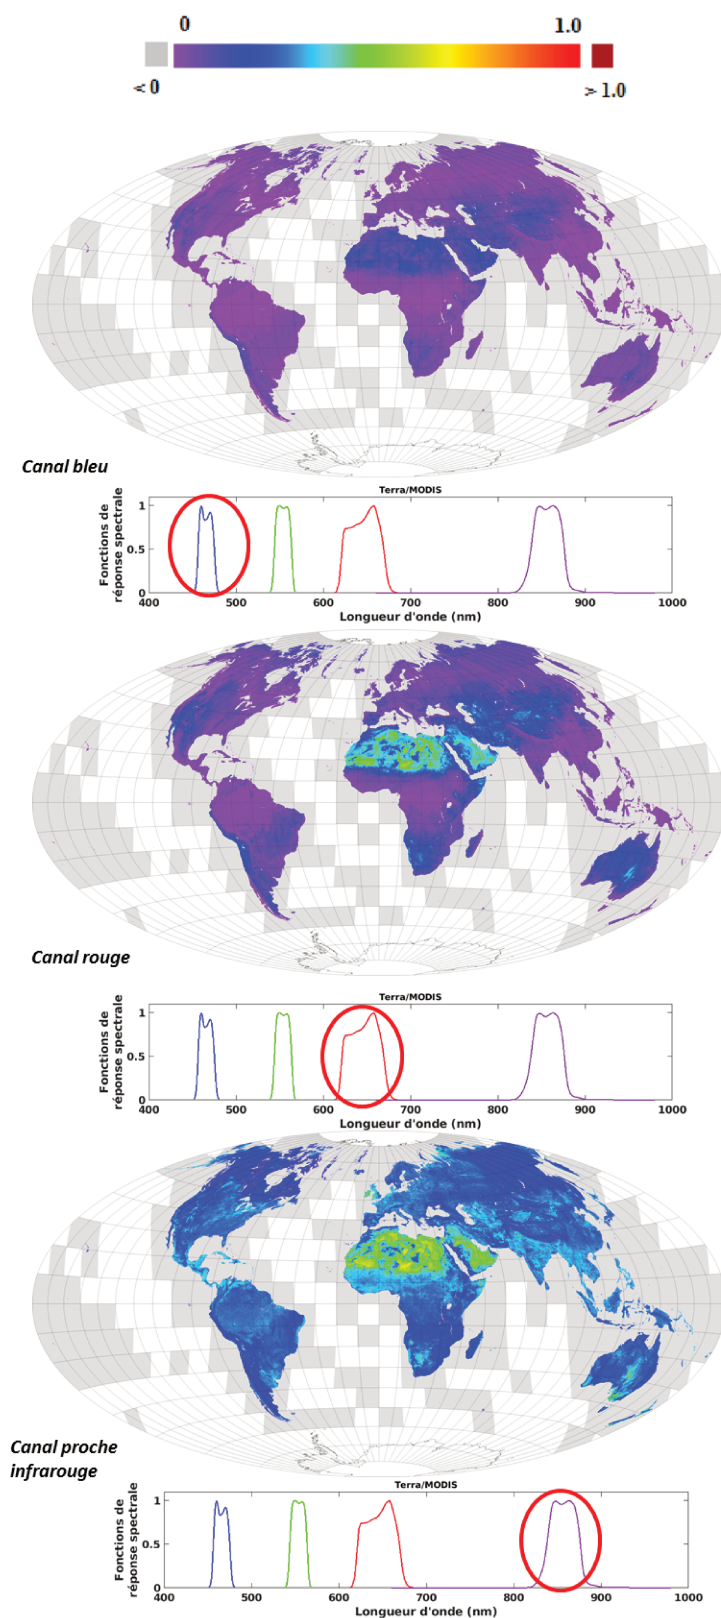 0 1.0
< 0 > 1.0
Canal bleu
Terra/MODIS
Fonctions de
réponse spectrale
1
0.5
0
400 500 600 700 800 900 1000
Longueur d'onde (nm)
Canal rouge
Terra/MODIS
Fonctions de
réponse spectrale
1
0.5
0
400 500 600 700 800 900 1000
Longueur d'onde (nm)
Canal proche
infrarouge
Terra/MODIS
Fonctions de
réponse spectrale
1
0.5
0
400 500 600 700 800 900 1000
Longueur d'onde (nm)